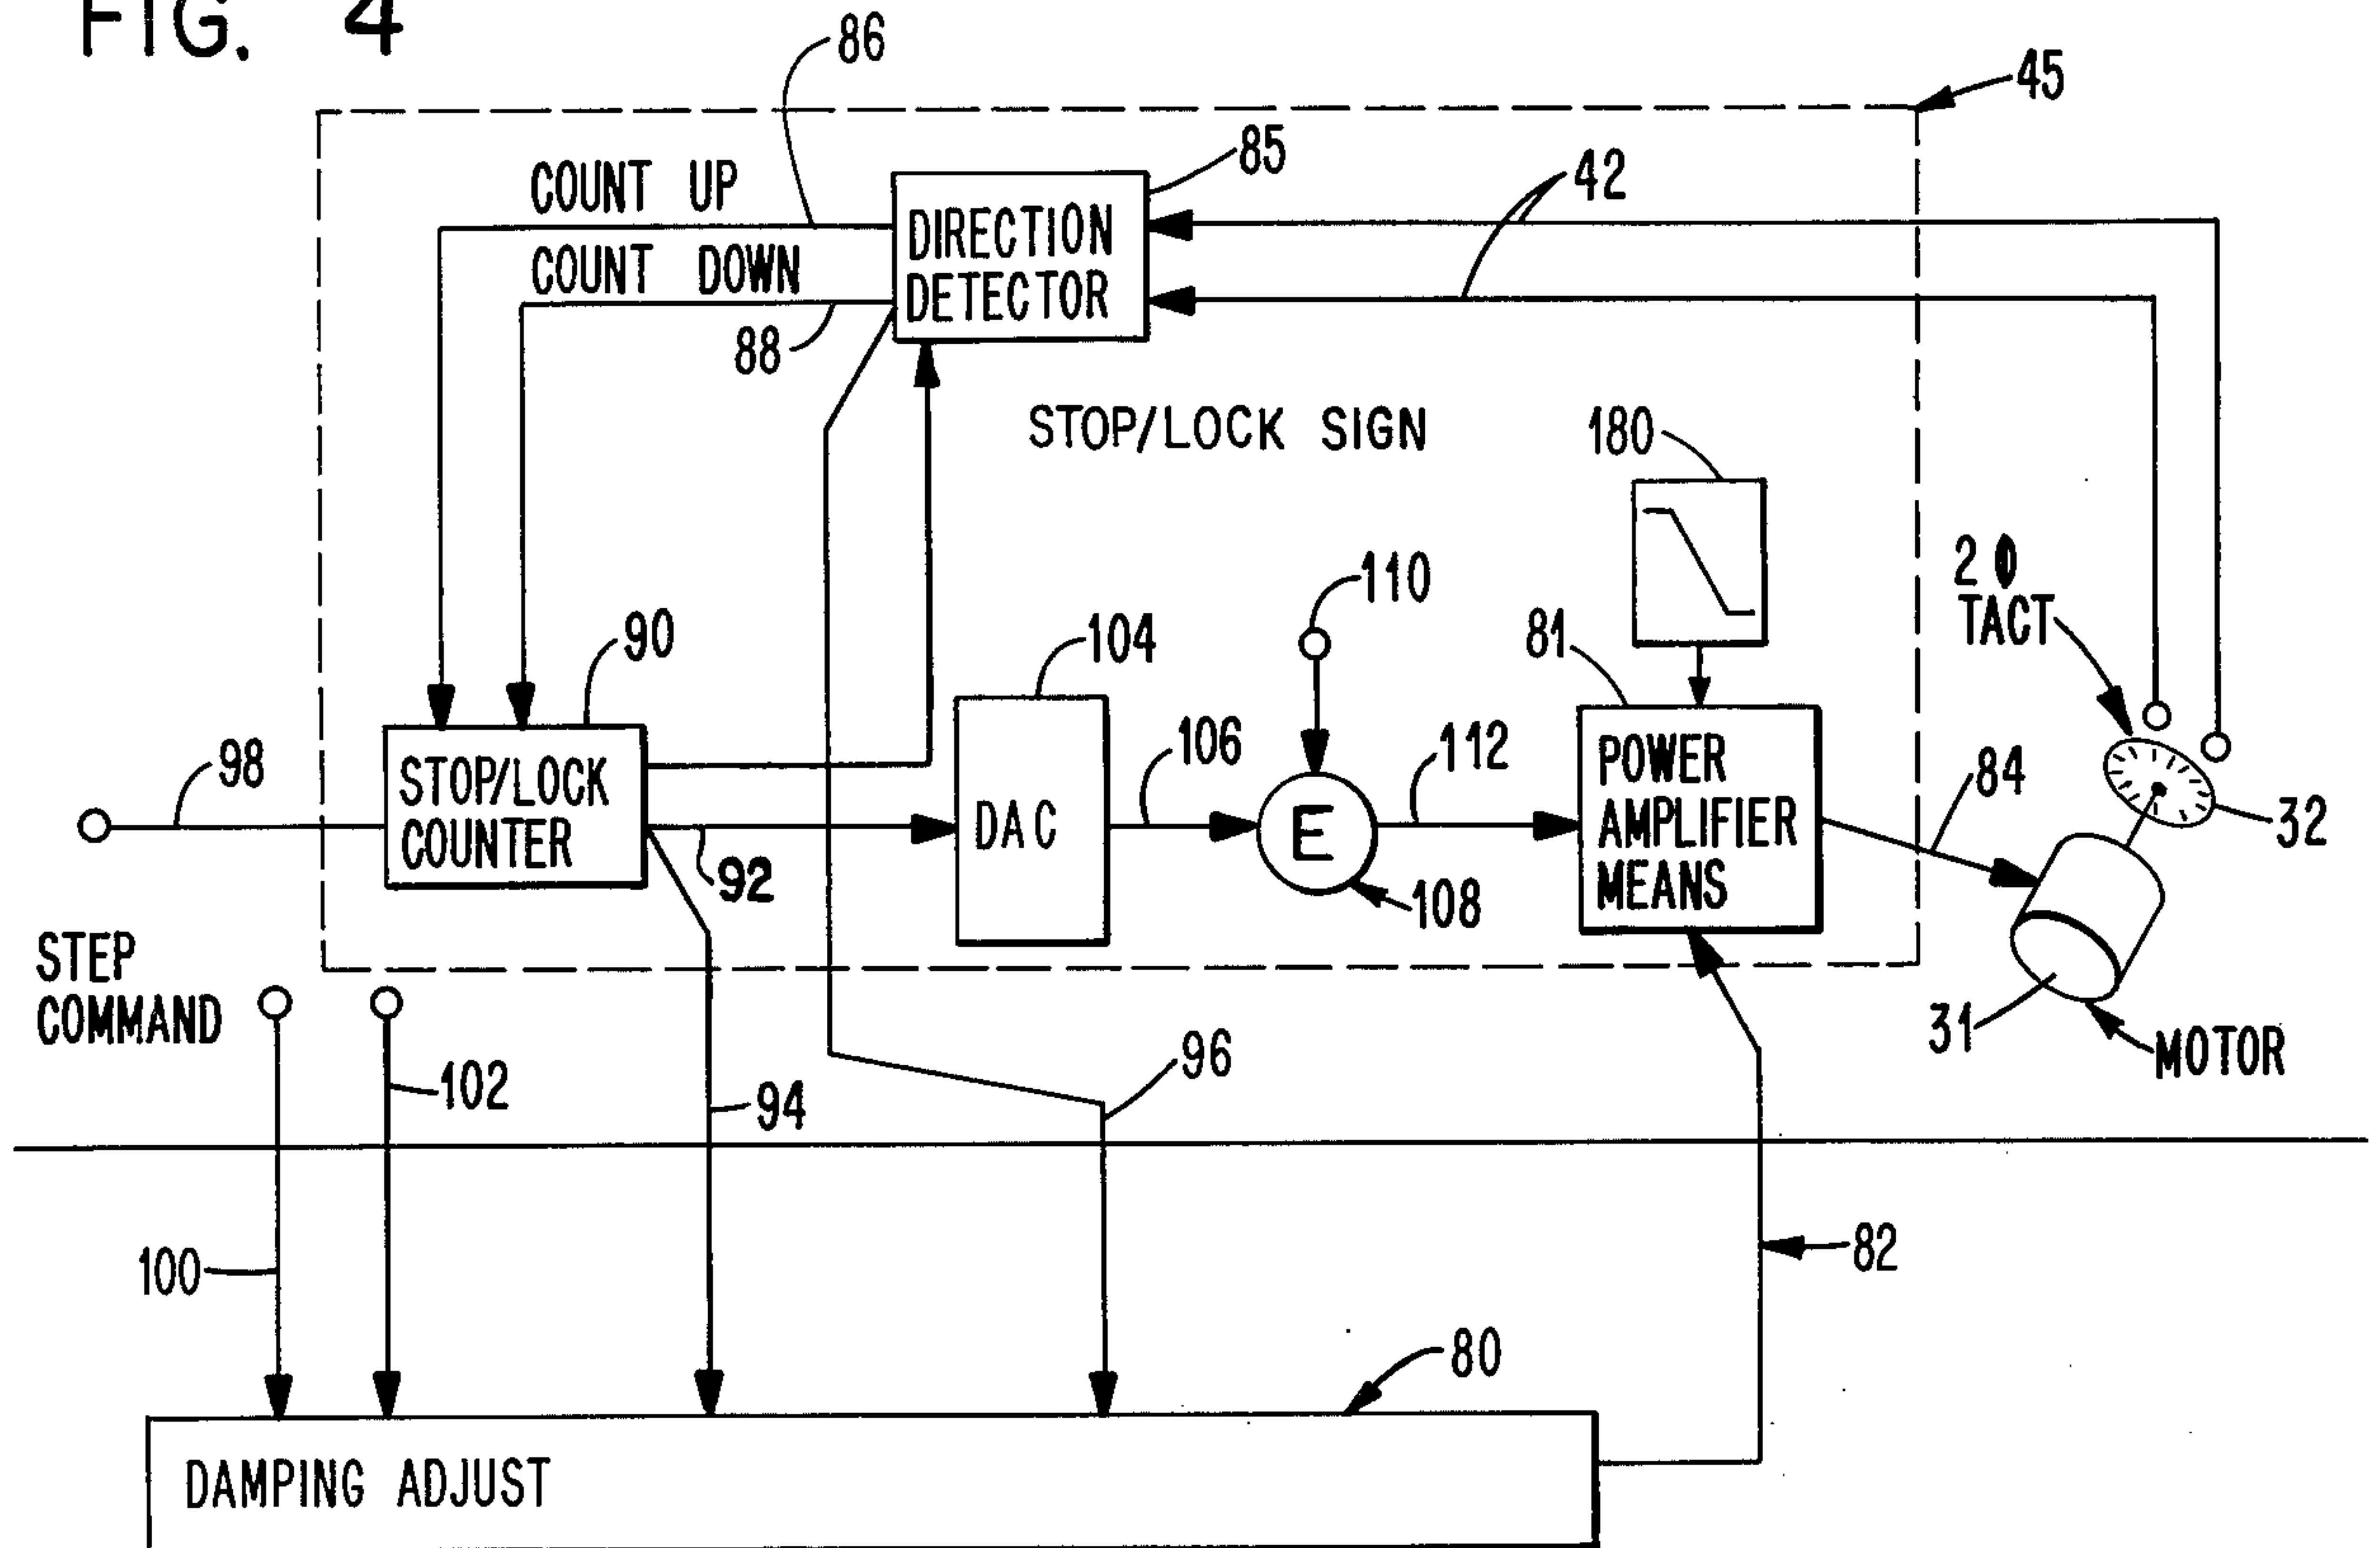 FIG. 4
86
45
85
42
COUNT UP
DIRECTION
DETECTOR
COUNT DOWN
88
STOP/LOCK SIGN
180
110
20
TACT
90
104
81
98
106
112
84
STOP/LOCK
COUNTER
DAC
E
POWER
AMPLIFIER
MEANS
32
92
108
STEP
COMMAND
31
MOTOR
102
94
96
100
82
80
DAMPING ADJUST